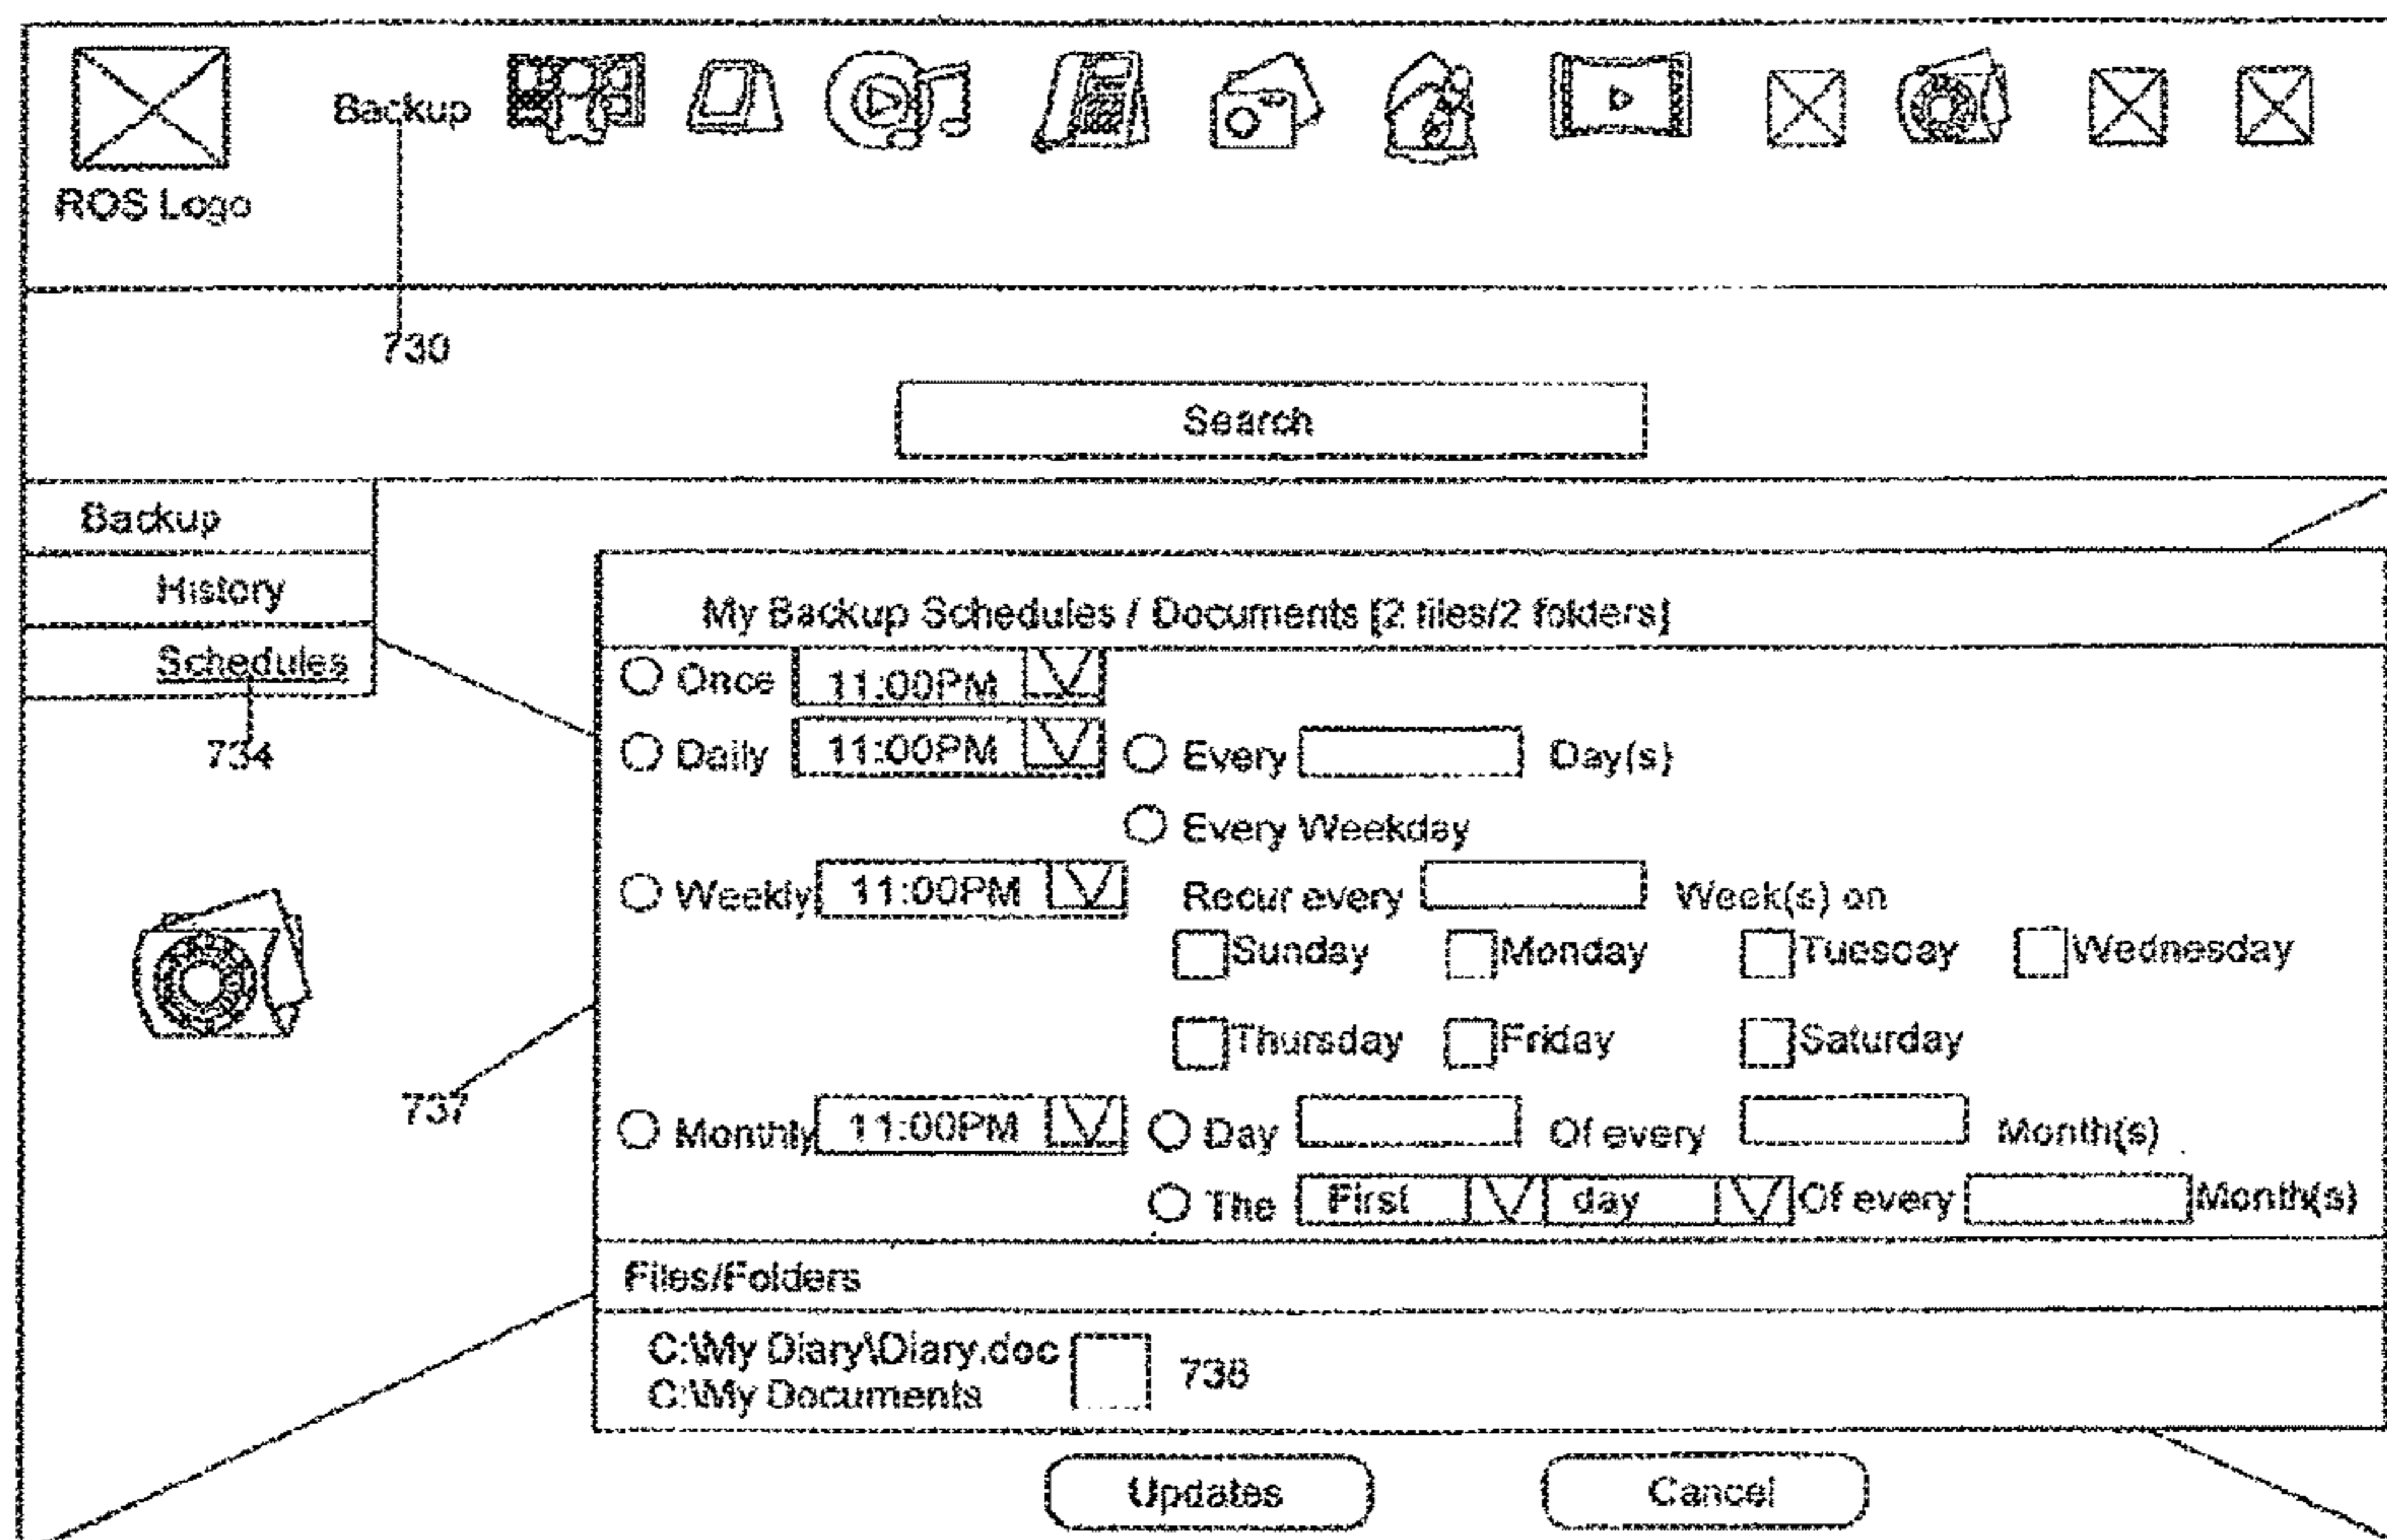 Backup
ROS Logo
730
Search
Backup
History
Schedules
734
My Backup Schedules / Documents [2 files/2 folders]
Once 11:00PM
Daily 11:00PM Every Day(s)
Every Weekday
Weekly 11:00PM Recur every Week(s) on
Sunday Monday Tuesday Wednesday
Thursday Friday Saturday
737
Monthly 11:00PM Day Of every Month(s)
The First day Of every Month(s)
Files/Folders
C:\My Diary\Diary.doc
C:\My Documents
Updates Cancel